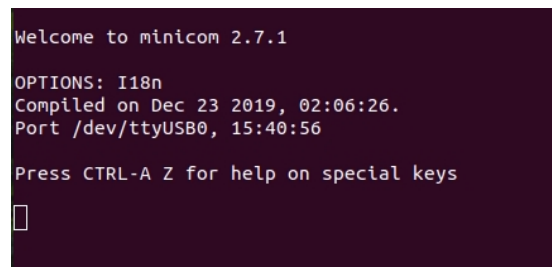 Welcome to minicom 2.7.1
OPTIONS: I18n
Compiled on Dec 23 2019, 02:06:26.
Port /dev/ttyUSB0, 15:40:56
Press CTRL-A Z for help on special keys